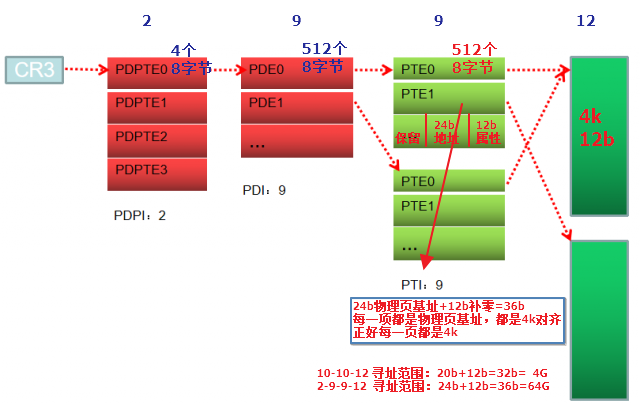 2 9 9 12
4个
8字节
512个
8字节
512个
8字节
CR3
PDPTE0
PDPTE1
PDPTE2
PDPTE3
PDPI：2
PDE0
PDE1
...
PDI：9
PTE0
PTE1
24b 12b
保留 地址 属性
PTE0
PTE1
...
PTI：9
4k
12b
24b物理页基址+12b补零=36b
每一项都是物理页基址，都是4k对齐
正好每一页都是4k
10-10-12 寻址范围：20b+12b=32b= 4G
2-9-9-12 寻址范围：24b+12b=36b=64G